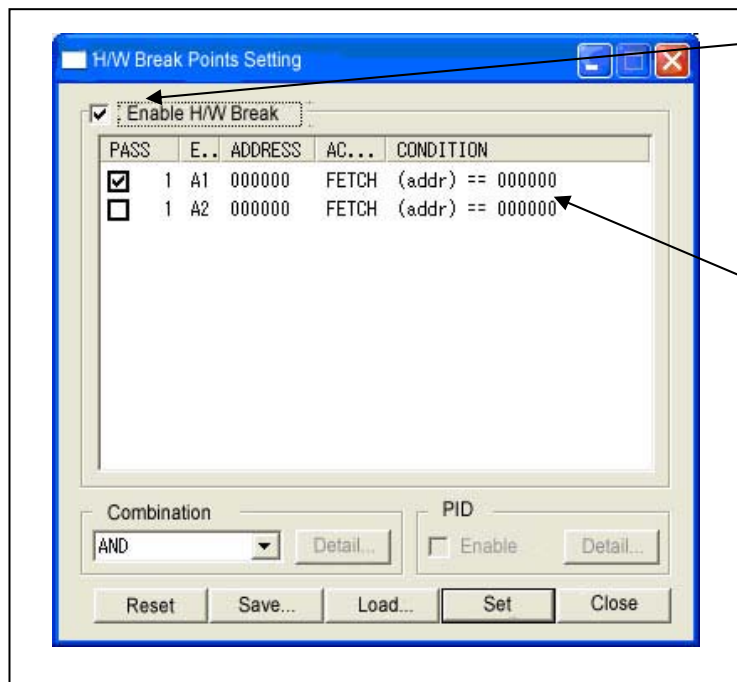 H/W Break Points Setting
Enable H/W Break
PASS E.. ADDRESS AC... CONDITION
1 A1 000000 FETCH (addr) == 000000
1 A2 000000 FETCH (addr) == 000000
Combination PID
AND Detail... Enable Detail...
Reset Save... Load... Set Close